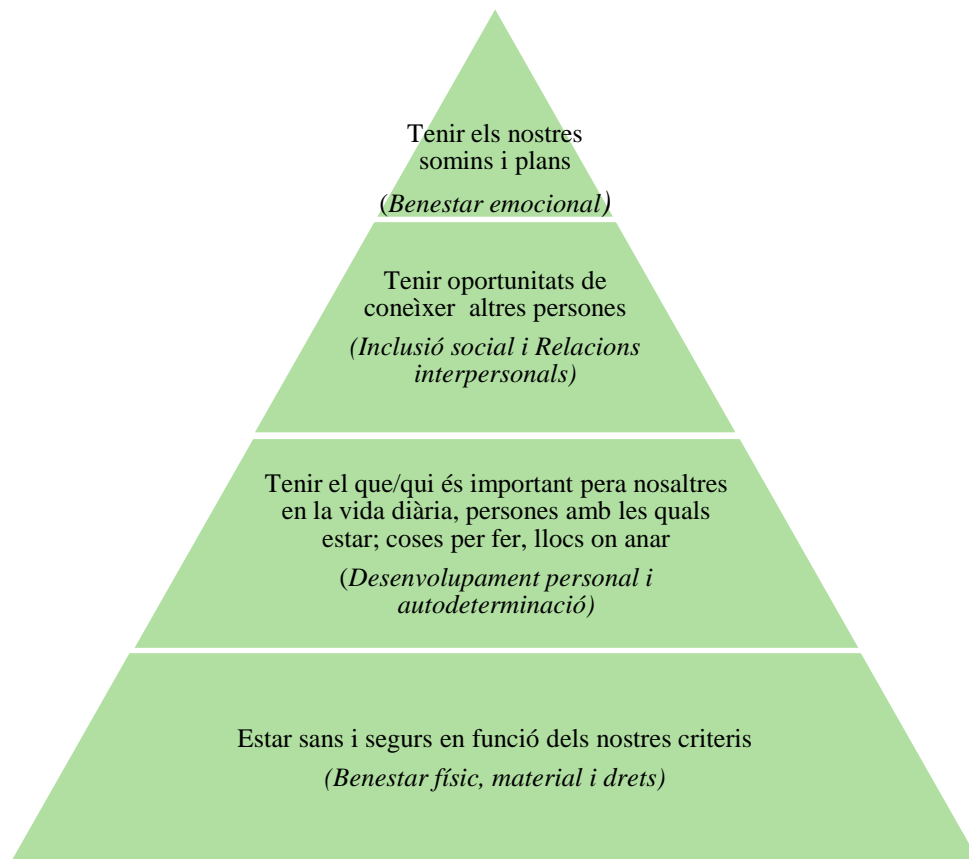 Tenir els nostres
somins i plans
(Benestar emocional)
Tenir oportunitats de
coneìxer altres persones
(Inclusió social i Relacions
interpersonals)
Tenir el que/qui és important pera nosaltres
en la vida diària, persones amb les quals
estar; coses per fer, llocs on anar
(Desenvolupament personal i
autodeterminació)
Estar sans i segurs en funció dels nostres criteris
(Benestar físic, material i drets)